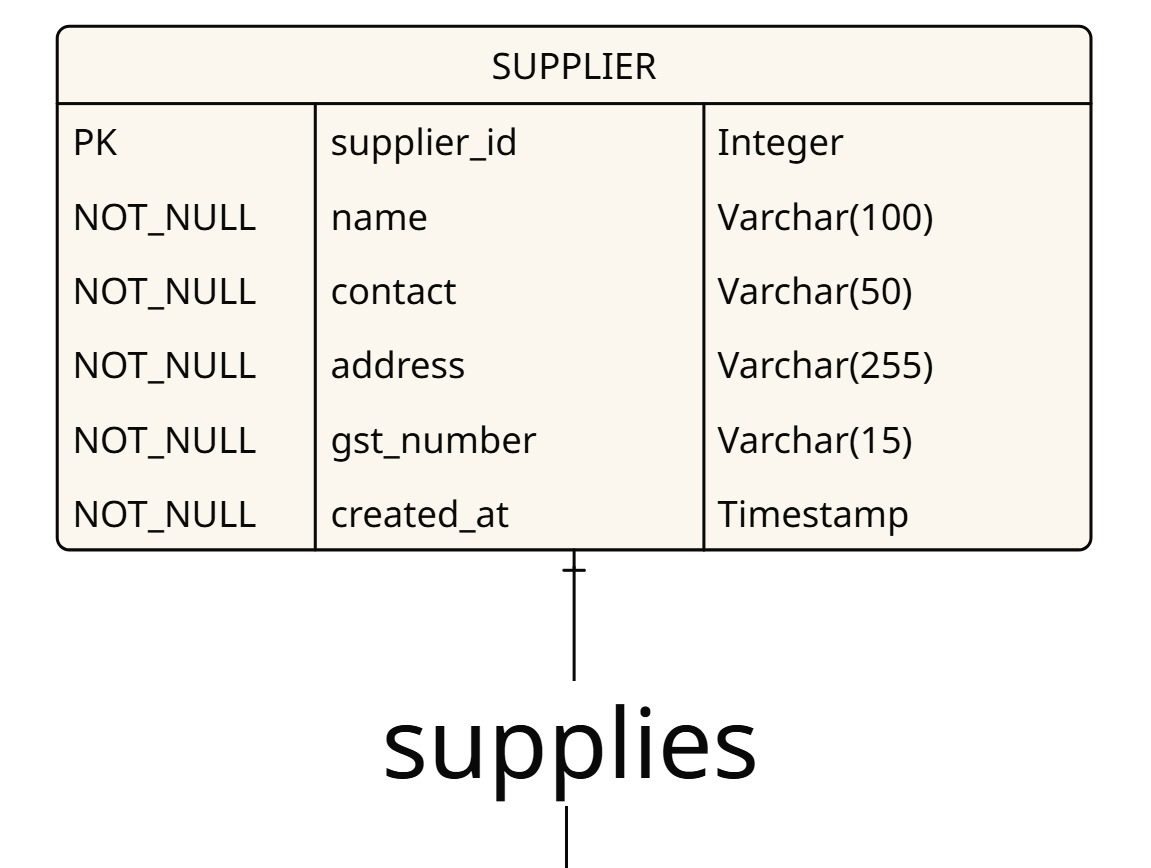 SUPPLIER
PK supplier_id Integer
NOT_NULL name Varchar(100)
NOT_NULL contact Varchar(50)
NOT_NULL address Varchar(255)
NOT_NULL gst_number Varchar(15)
NOT_NULL created_at Timestamp
supplies